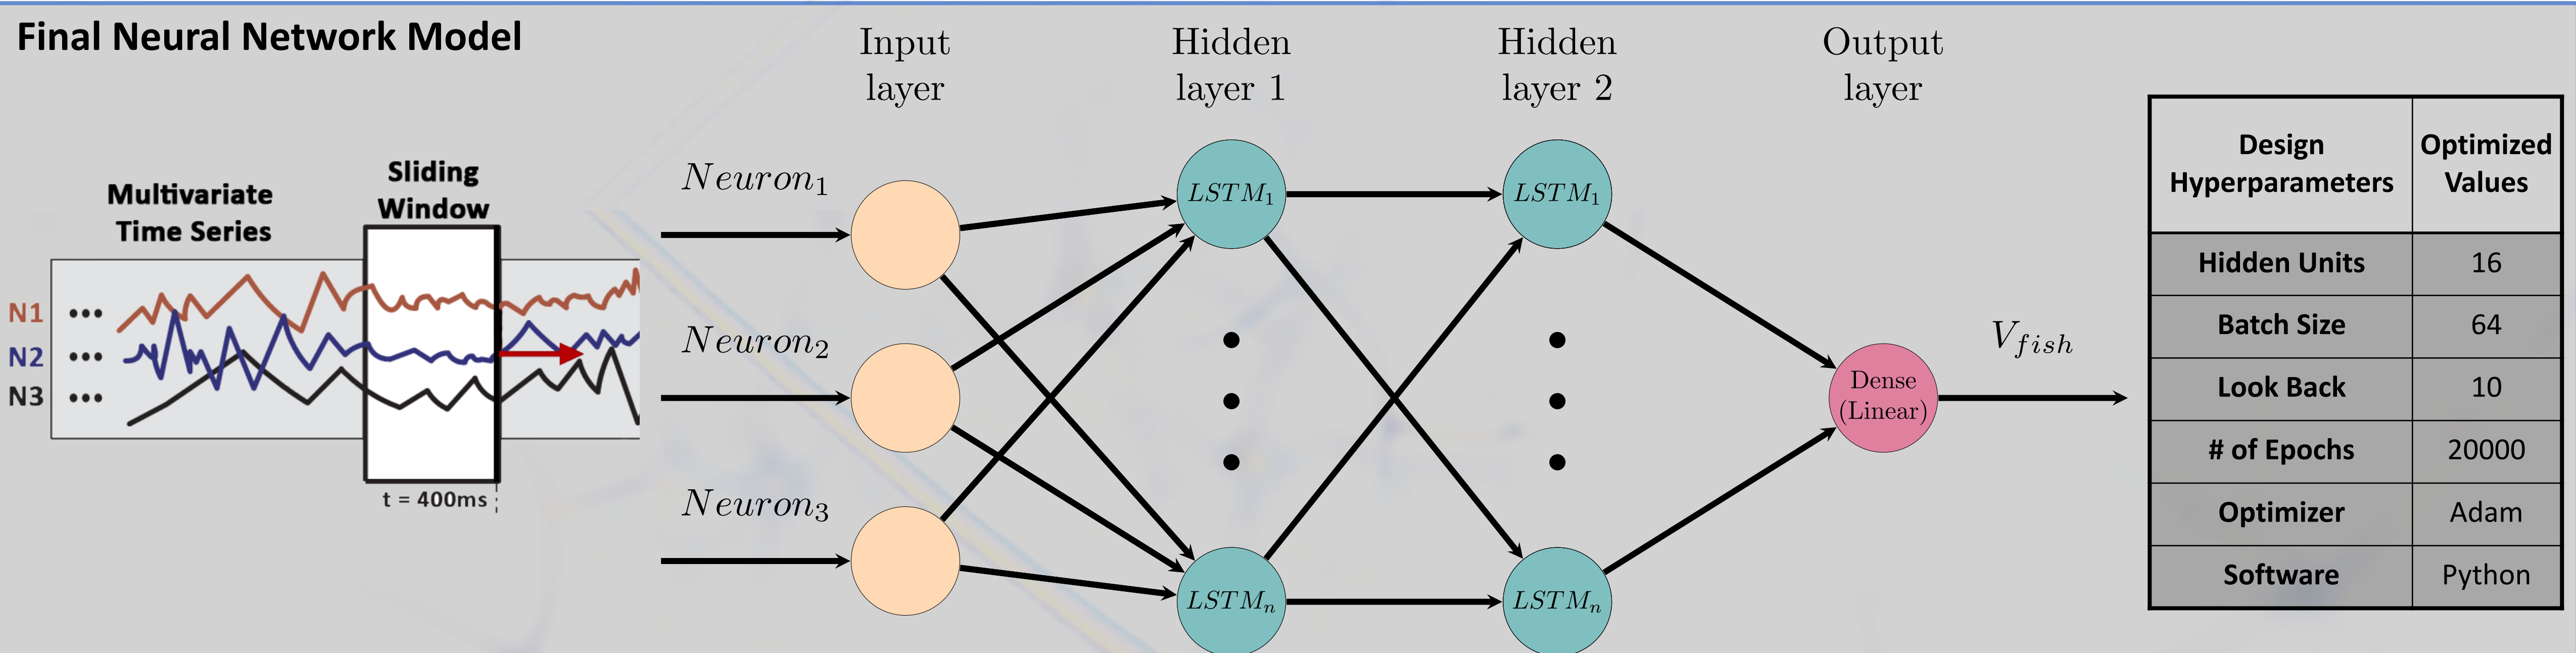 Final Neural Network Model
Multivariate
Time Series
Sliding
Window
N1 •••
N2 •••
N3 •••
t = 400ms
Input
layer
Hidden
layer 1
Hidden
layer 2
Output
layer
Neuron₁
Neuron₂
Neuron₃
LSTM₁
LSTMₙ
LSTM₁
LSTMₙ
Dense
(Linear)
V_fish
Design
Hyperparameters
Optimized
Values
Hidden Units 16
Batch Size 64
Look Back 10
# of Epochs 20000
Optimizer Adam
Software Python